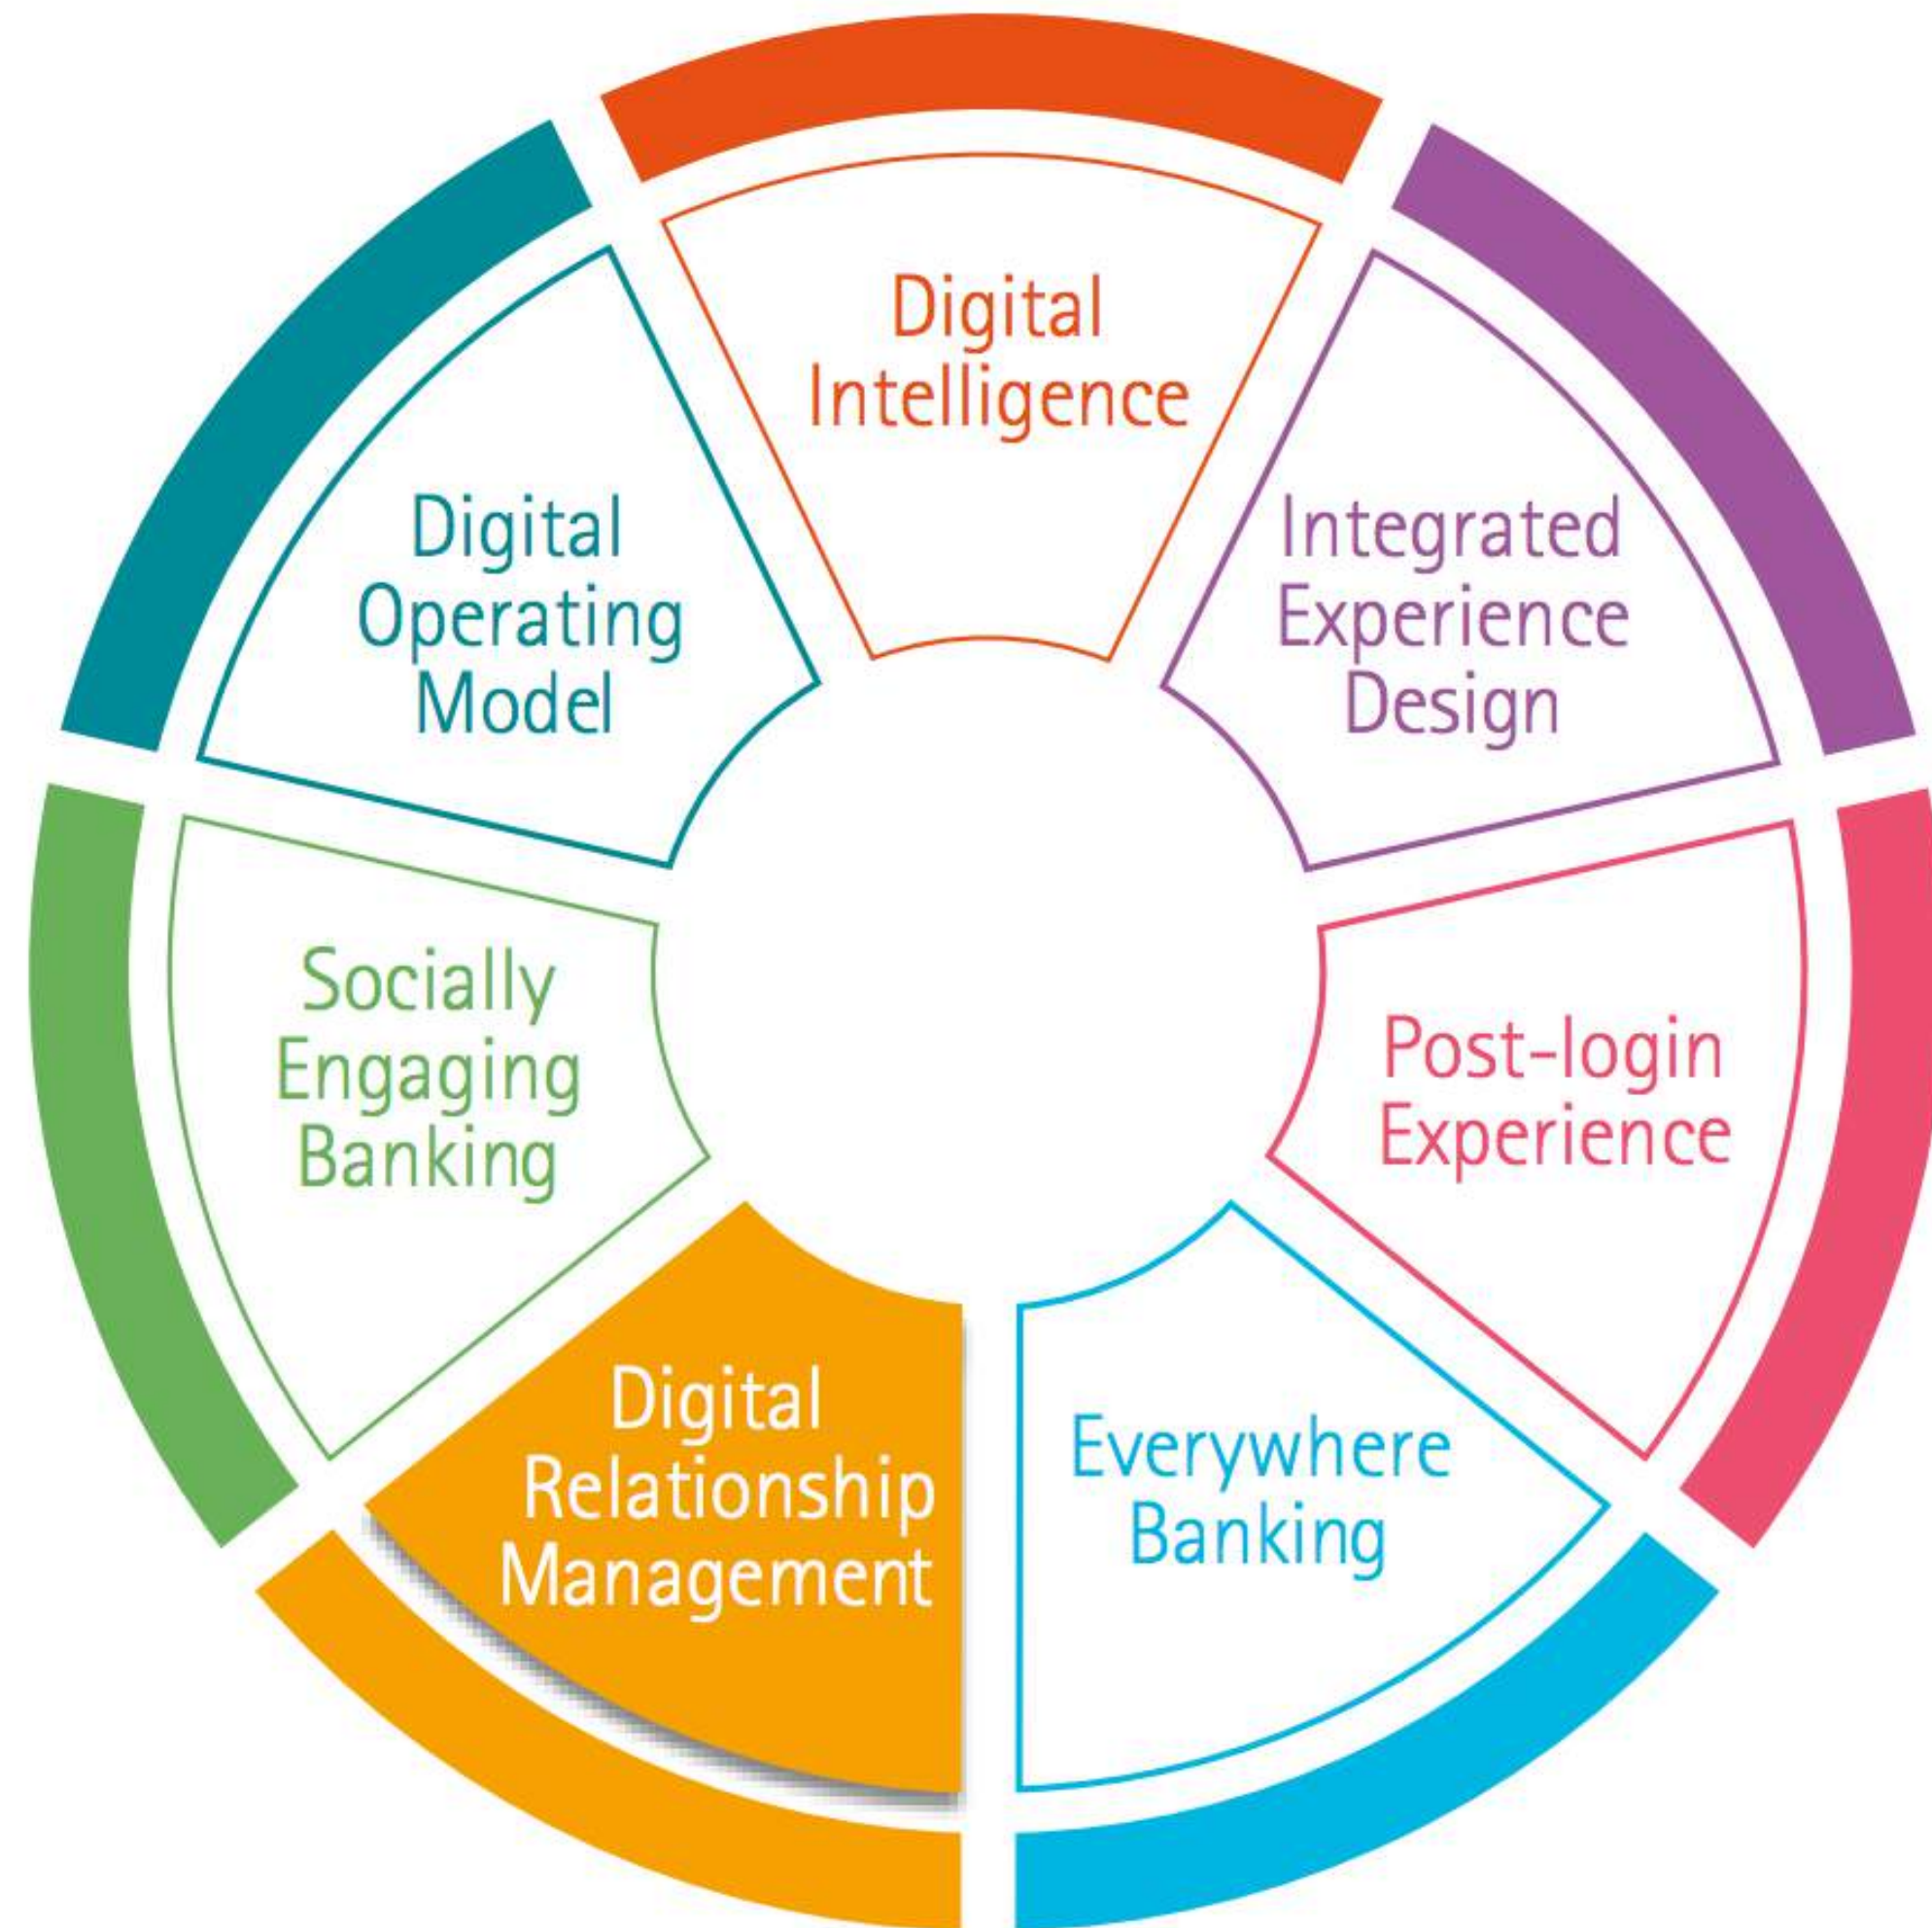 Digital
Intelligence
Integrated
Experience
Design
Post-login
Experience
Everywhere
Banking
Digital
Relationship
Management
Socially
Engaging
Banking
Digital
Operating
Model